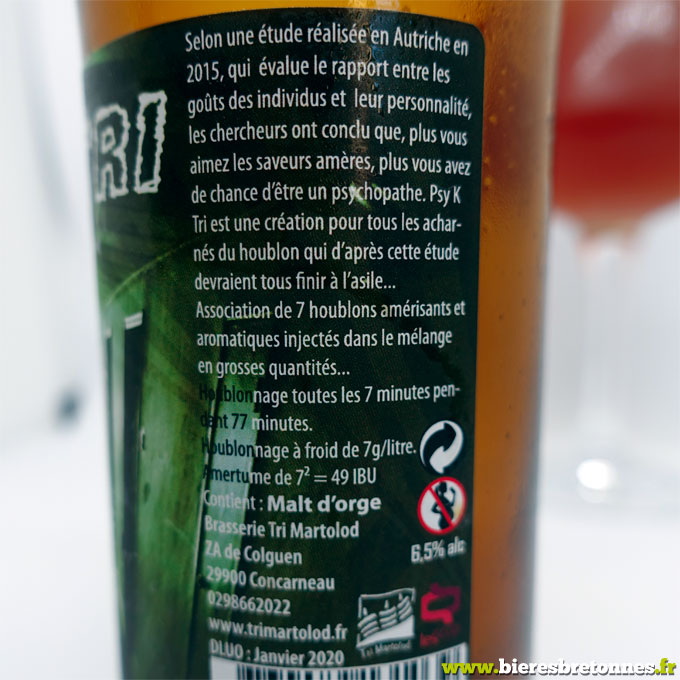 Selon une étude réalisée en Autriche en
2015, qui évalue le rapport entre les
goûts des individus et leur personnalité,
les chercheurs ont conclu que, plus vous
aimez les saveurs amères, plus vous avez
de chance d'être un psychopathe. Psy K
Tri est une création pour tous les achar-
nés du houblon qui d'après cette étude
devraient tous finir à l'asile...
Association de 7 houblons amérisants et
aromatiques injectés dans le mélange
en grosses quantités...
Houblonnage toutes les 7 minutes pen-
dant 77 minutes.
Houblonnage à froid de 7g/litre.
Amertume de 7² = 49 IBU
Contient : Malt d'orge
Brasserie Tri Martolod
ZA de Colguen
29900 Concarneau
0298662022
www.trimartolod.fr
DLUO : Janvier 2020
6,5% alc
Tri Martolod
TRI
www.bieresbretonnes.fr